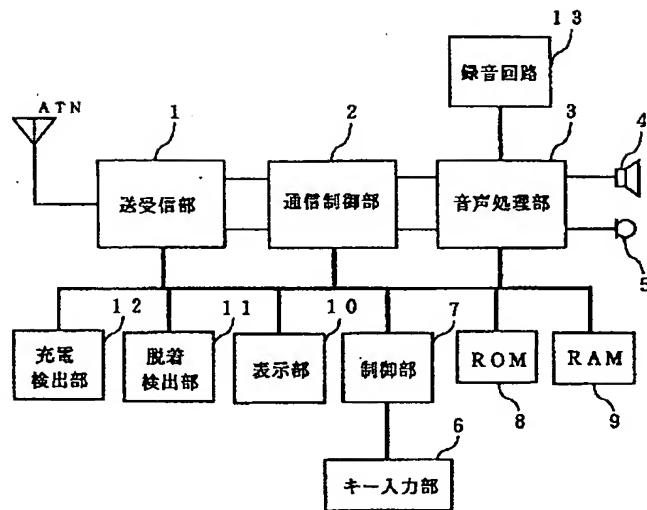 13
録音回路
ATN
1
2
3
4
送受信部
通信制御部
音声処理部
5
12
11
10
7
充電
検出部
脱着
検出部
表示部
制御部
ROM
RAM
8
9
6
キー入力部